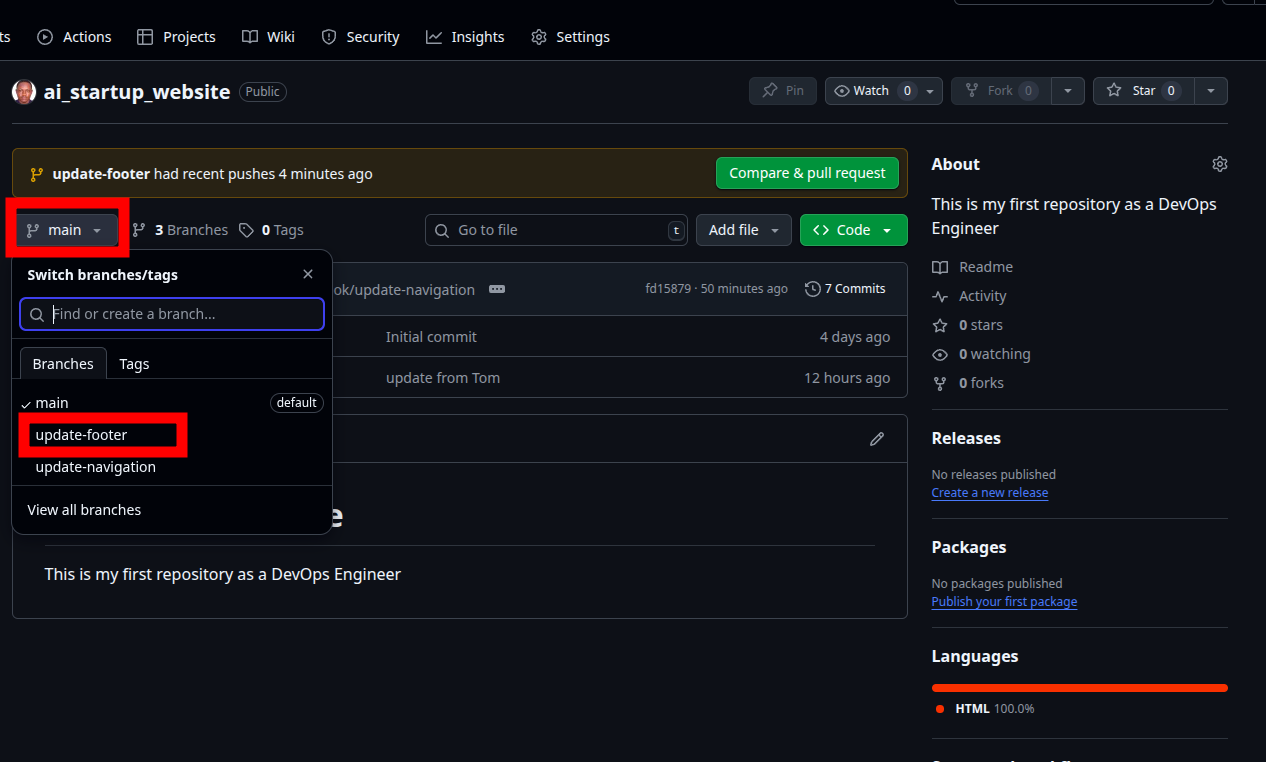 ts Actions Projects Wiki Security Insights Settings
ai_startup_website Public
Pin Watch 0 Fork 0 Star 0
update-footer had recent pushes 4 minutes ago Compare & pull request
main 3 Branches 0 Tags Go to file t Add file Code
Switch branches/tags
Find or create a branch...
Branches Tags
main default
update-footer
update-navigation
View all branches
ok/update-navigation fd15879 · 50 minutes ago 7 Commits
Initial commit 4 days ago
update from Tom 12 hours ago
e
This is my first repository as a DevOps Engineer
About
This is my first repository as a DevOps
Engineer
Readme
Activity
0 stars
0 watching
0 forks
Releases
No releases published
Create a new release
Packages
No packages published
Publish your first package
Languages
HTML 100.0%